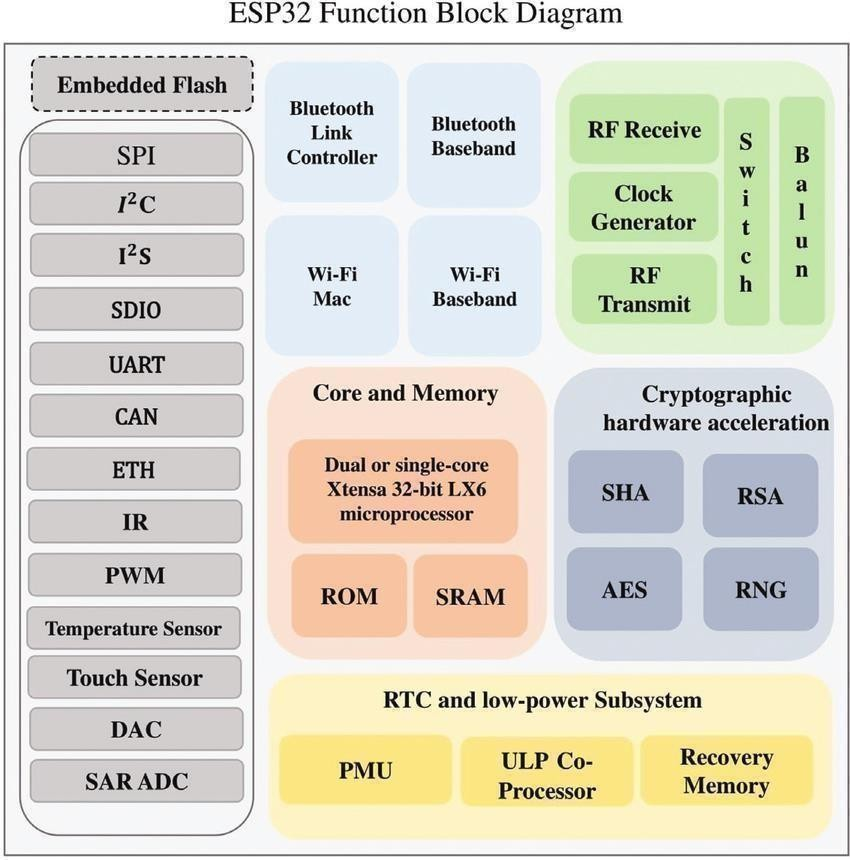 ESP32 Function Block Diagram
Embedded Flash
SPI
I²C
I²S
SDIO
UART
CAN
ETH
IR
PWM
Temperature Sensor
Touch Sensor
DAC
SAR ADC
Bluetooth
Link
Controller
Bluetooth
Baseband
Wi-Fi
Mac
Wi-Fi
Baseband
RF Receive
Clock
Generator
RF
Transmit
Switch
Balun
Core and Memory
Dual or single-core
Xtensa 32-bit LX6
microprocessor
ROM
SRAM
Cryptographic
hardware acceleration
SHA
RSA
AES
RNG
RTC and low-power Subsystem
PMU
ULP Co-
Processor
Recovery
Memory